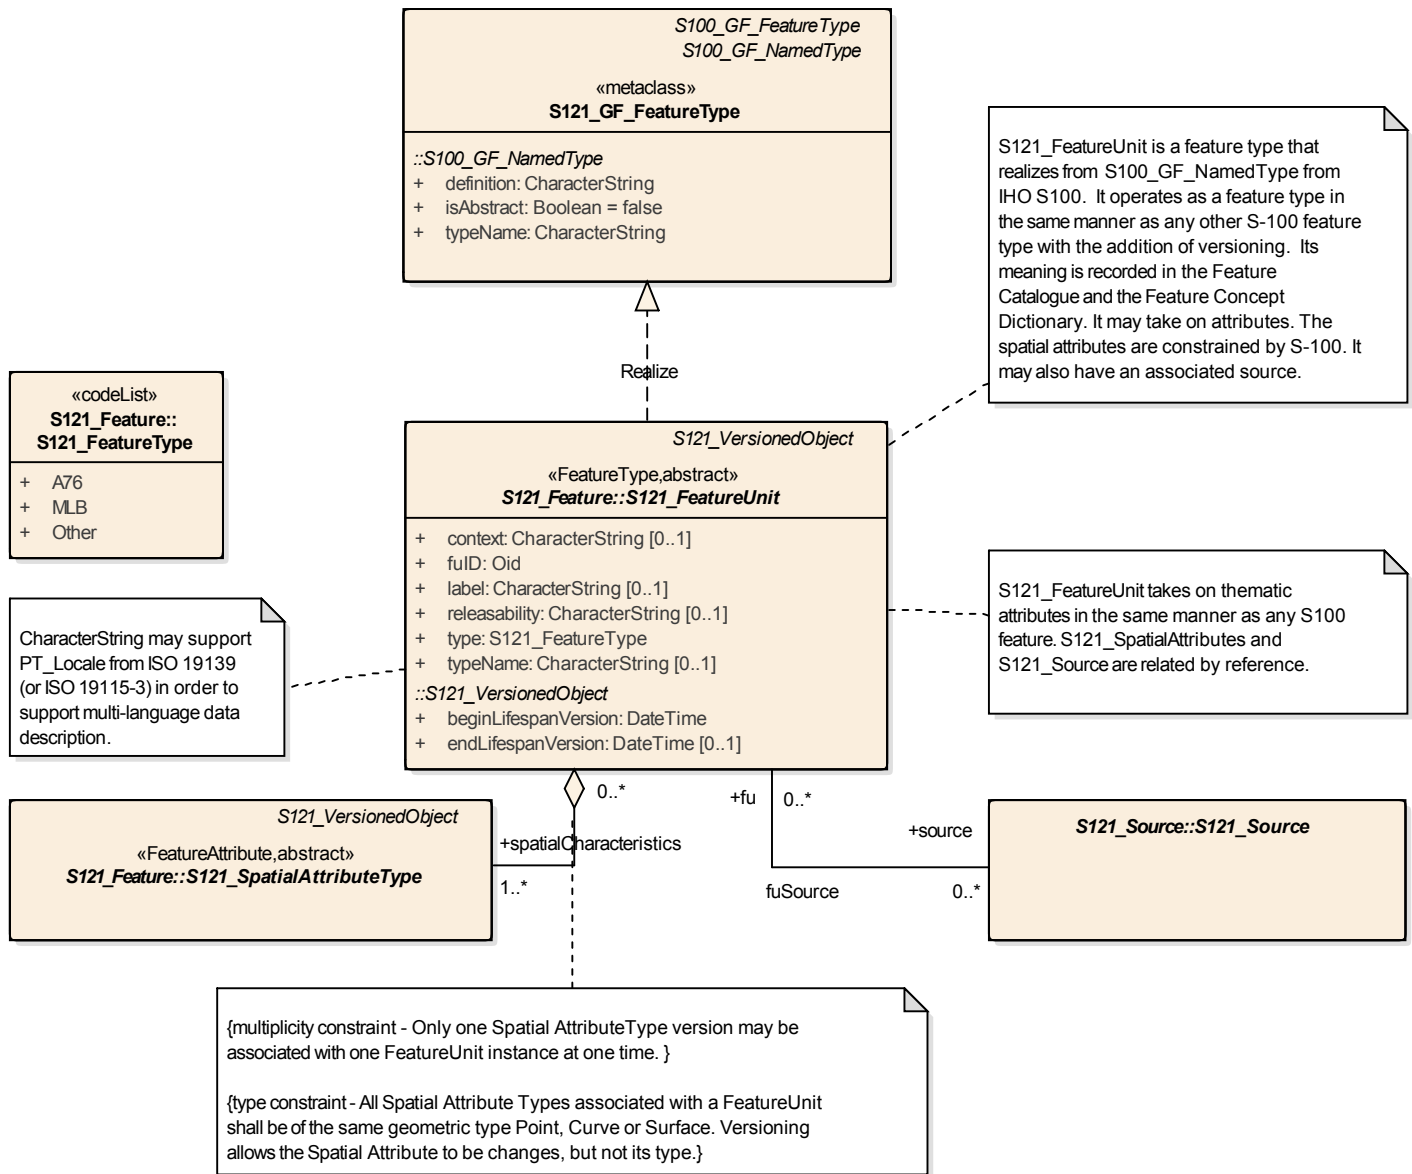 S100_GF_FeatureType
S100_GF_NamedType
«metaclass»
S121_GF_FeatureType
::S100_GF_NamedType
+ definition: CharacterString
+ isAbstract: Boolean = false
+ typeName: CharacterString
S121_FeatureUnit is a feature type that
realizes from S100_GF_NamedType from
IHO S100. It operates as a feature type in
the same manner as any other S-100 feature
type with the addition of versioning. Its
meaning is recorded in the Feature
Catalogue and the Feature Concept
Dictionary. It may take on attributes. The
spatial attributes are constrained by S-100. It
may also have an associated source.
Realize
«codeList»
S121_Feature::
S121_FeatureType
+ A76
+ MLB
+ Other
S121_VersionedObject
«FeatureType,abstract»
S121_Feature::S121_FeatureUnit
+ context: CharacterString [0..1]
+ fuID: Oid
+ label: CharacterString [0..1]
+ releasability: CharacterString [0..1]
+ type: S121_FeatureType
+ typeName: CharacterString [0..1]
::S121_VersionedObject
+ beginLifespanVersion: DateTime
+ endLifespanVersion: DateTime [0..1]
S121_FeatureUnit takes on thematic
attributes in the same manner as any S100
feature. S121_SpatialAttributes and
S121_Source are related by reference.
CharacterString may support
PT_Locale from ISO 19139
(or ISO 19115-3) in order to
support multi-language data
description.
0..*
+fu
0..*
S121_VersionedObject
«FeatureAttribute,abstract»
S121_Feature::S121_SpatialAttributeType
+spatialCharacteristics
1..*
+source
fuSource
0..*
S121_Source::S121_Source
{multiplicity constraint - Only one Spatial AttributeType version may be
associated with one FeatureUnit instance at one time. }
{type constraint - All Spatial Attribute Types associated with a FeatureUnit
shall be of the same geometric type Point, Curve or Surface. Versioning
allows the Spatial Attribute to be changes, but not its type.}